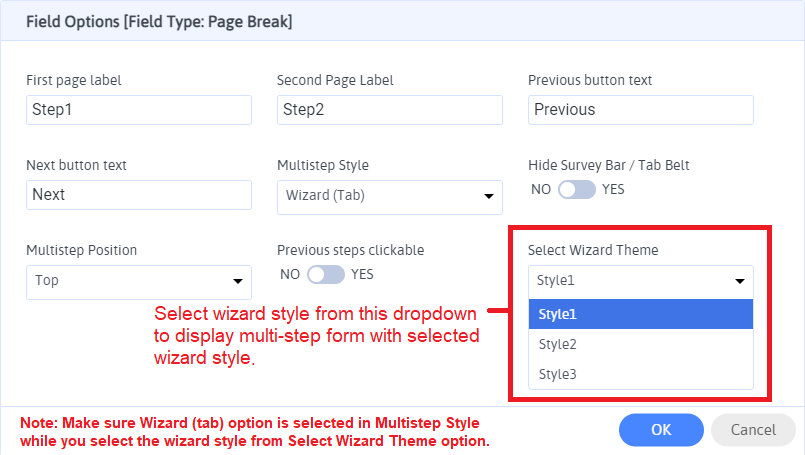 Field Options [Field Type: Page Break]
First page label
Second Page Label
Previous button text
Step1
Step2
Previous
Next button text
Multistep Style
Hide Survey Bar / Tab Belt
Next
Wizard (Tab)
NO YES
Multistep Position
Previous steps clickable
Select Wizard Theme
Top
NO YES
Style1
Style1
Style2
Style3
Select wizard style from this dropdown
to display multi-step form with selected
wizard style.
Note: Make sure Wizard (tab) option is selected in Multistep Style
while you select the wizard style from Select Wizard Theme option.
OK
Cancel